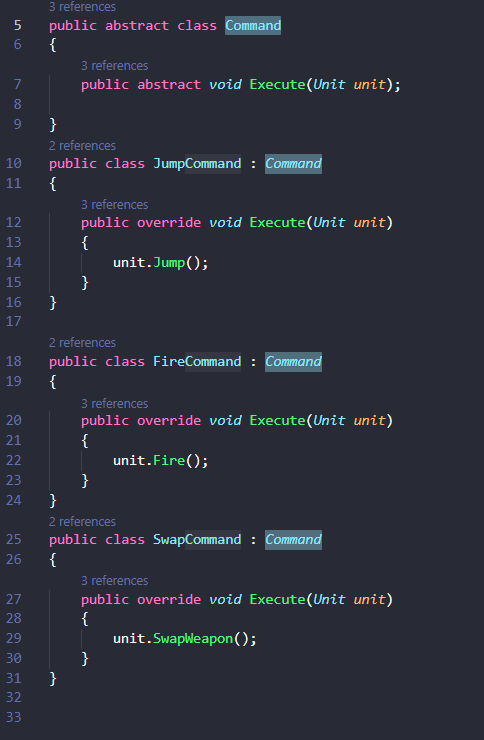 3 references
5 public abstract class Command
6 {
3 references
7 public abstract void Execute(Unit unit);
8
9 }
2 references
10 public class JumpCommand : Command
11 {
3 references
12 public override void Execute(Unit unit)
13 {
14 unit.Jump();
15 }
16 }
17
2 references
18 public class FireCommand : Command
19 {
3 references
20 public override void Execute(Unit unit)
21 {
22 unit.Fire();
23 }
24 }
2 references
25 public class SwapCommand : Command
26 {
3 references
27 public override void Execute(Unit unit)
28 {
29 unit.SwapWeapon();
30 }
31 }
32
33